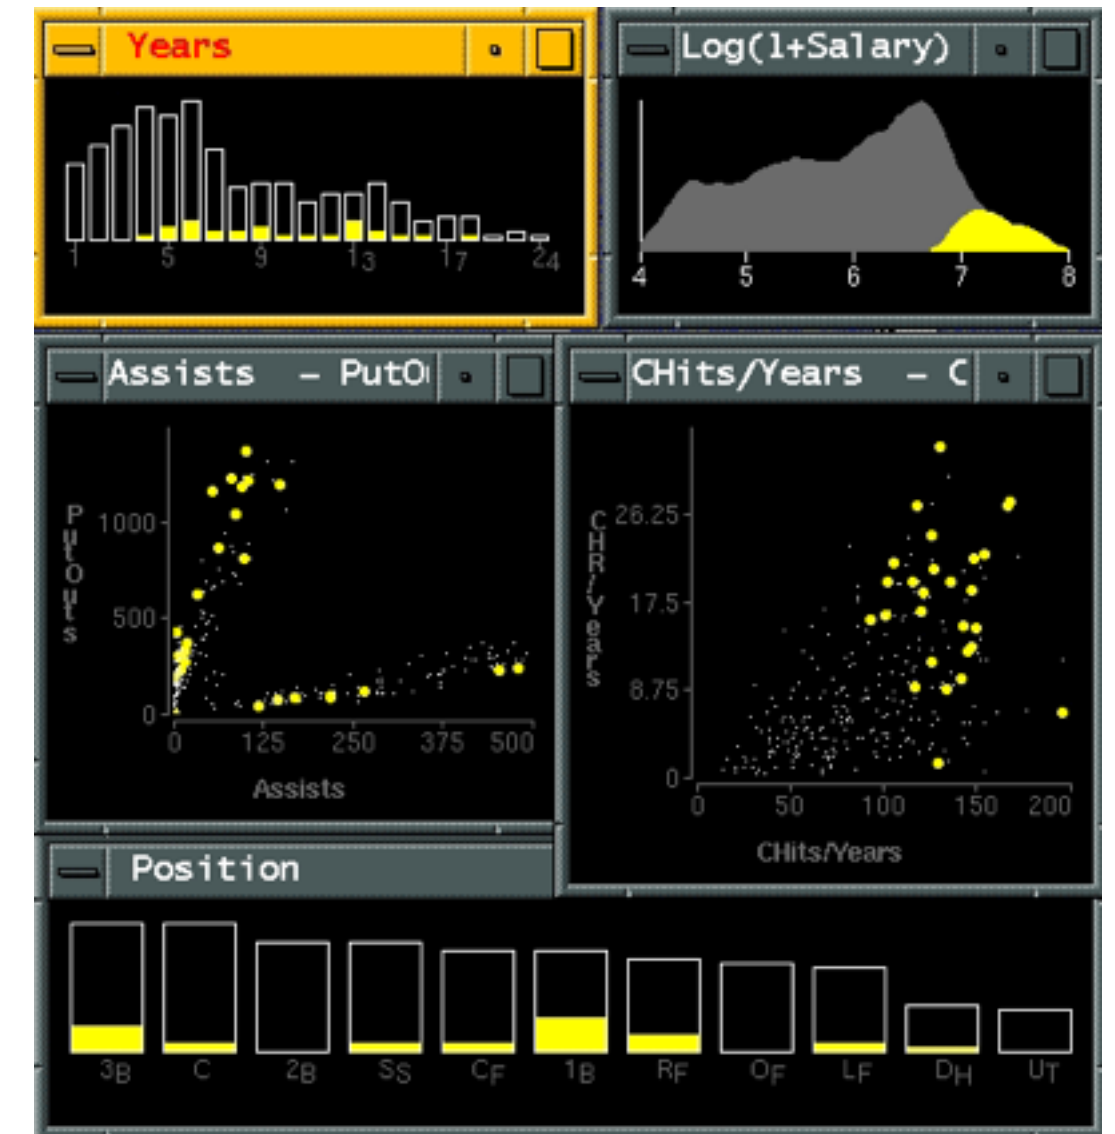 Years
1 5 9 13 17 24
Log(1+Salary)
4 5 6 7 8
Assists - PutO
PutOuts
1000
500
0
0 125 250 375 500
Assists
CHits/Years - C
CHR/Years
26.25
17.5
8.75
0
0 50 100 150 200
CHits/Years
Position
3B C 2B SS CF 1B RF OF LF DH UT